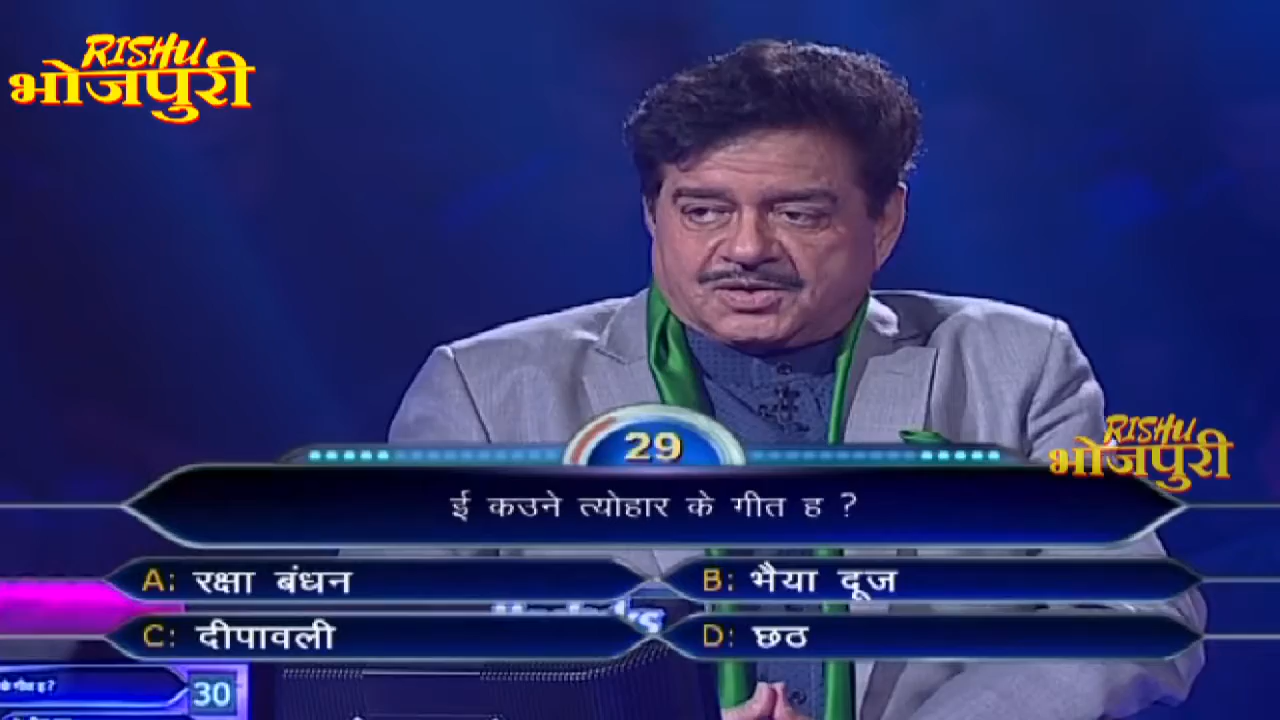 RISHU
भोजपुरी
29
RISHU
भोजपुरी
ई कउने त्योहार के गीत ह ?
A: रक्षा बंधन
B: भैया दूज
C: दीपावली
D: छठ
के गीत ह ?
30